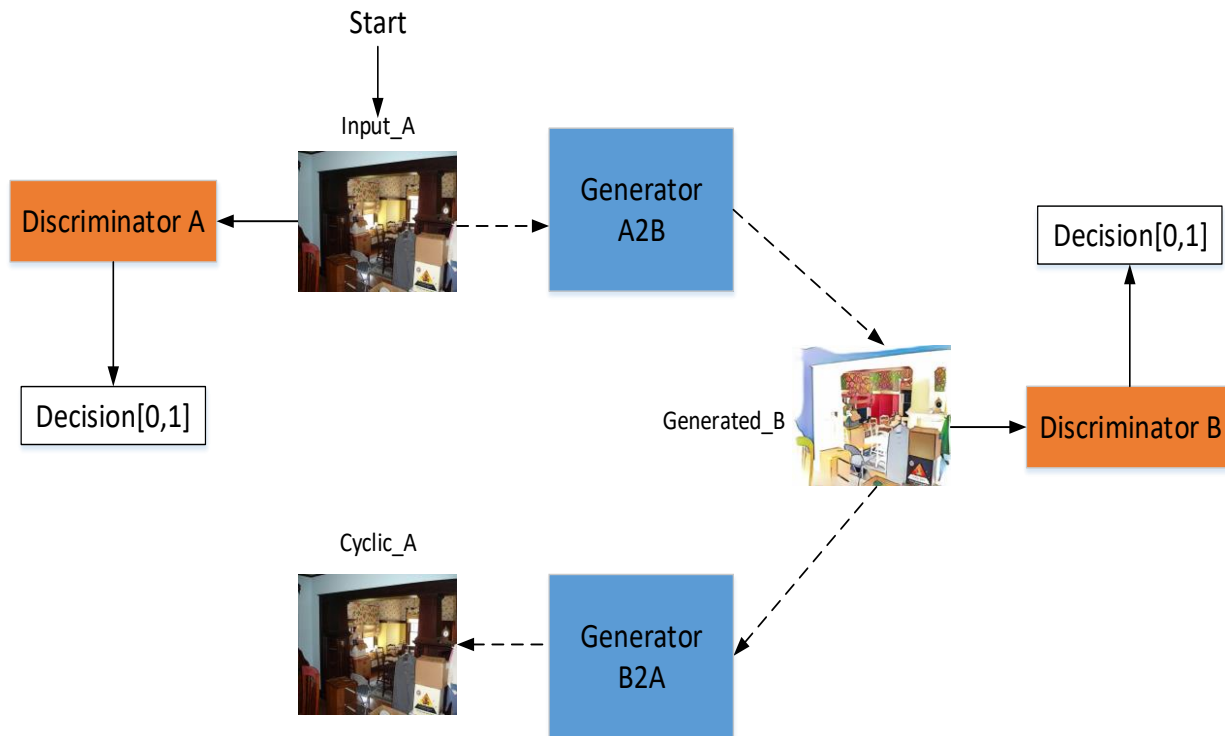 Start
Input_A
Discriminator A
Generator
A2B
Decision[0,1]
Decision[0,1]
Generated_B
Discriminator B
Cyclic_A
Generator
B2A